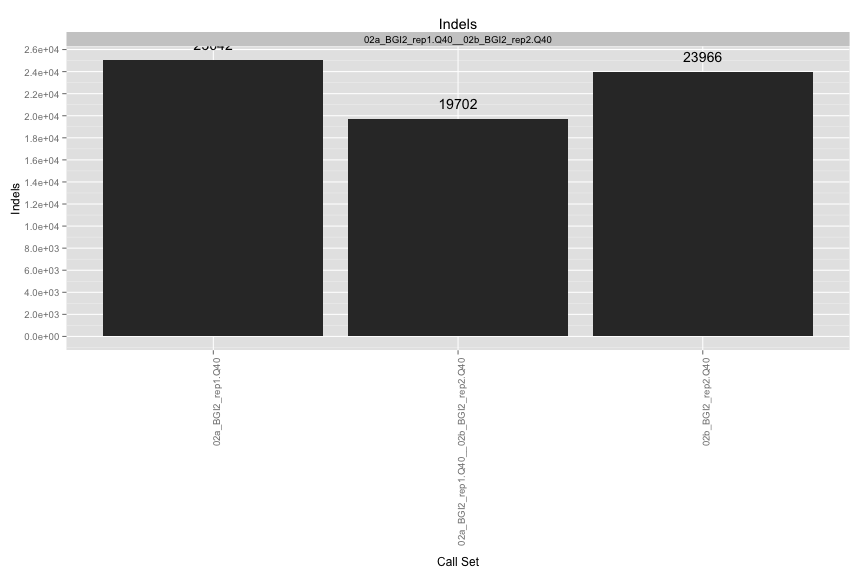 Indels
02a_BGI2_rep1.Q40__02b_BGI2_rep2.Q40
25042
23966
19702
2.6e+04
2.4e+04
2.2e+04
2.0e+04
1.8e+04
1.6e+04
1.4e+04
1.2e+04
1.0e+04
8.0e+03
6.0e+03
4.0e+03
2.0e+03
0.0e+00
Indels
02a_BGI2_rep1.Q40
02a_BGI2_rep1.Q40__02b_BGI2_rep2.Q40
02b_BGI2_rep2.Q40
Call Set